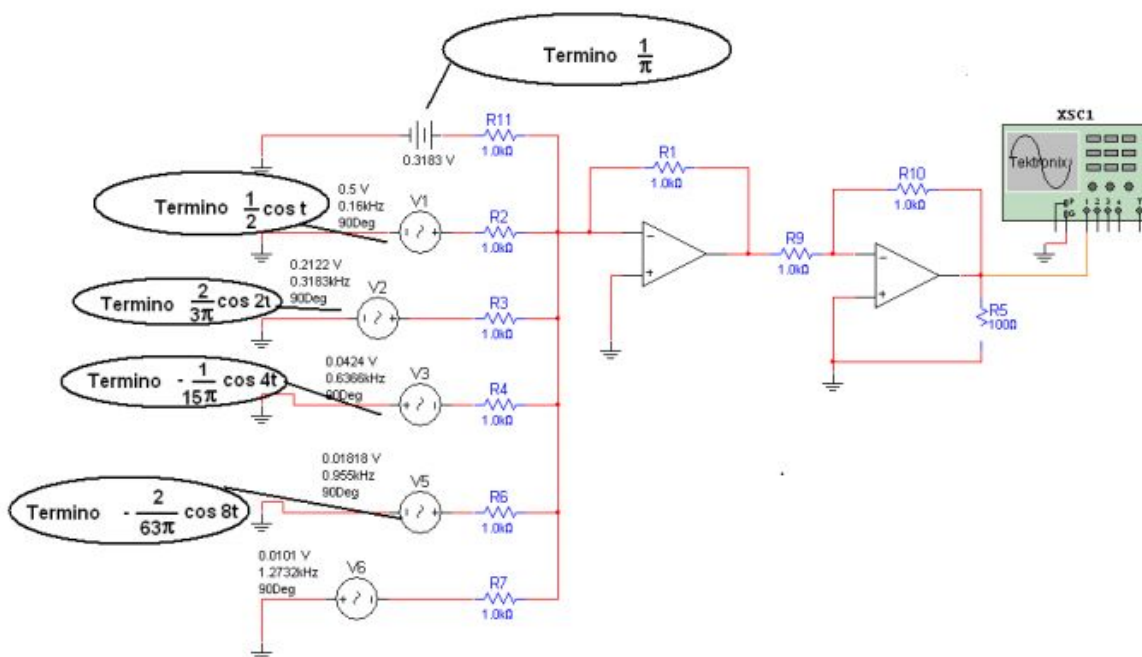 Termino 1/π
XSC1
Tektronix
P
G
1 2 3 4 T
R11
1.0kΩ
0.3183 V
R1
1.0kΩ
R10
1.0kΩ
Termino 1/2 cos t
0.5 V
0.16kHz
90Deg
V1
R2
1.0kΩ
R9
1.0kΩ
Termino 2/3π cos 2t
0.2122 V
0.3183kHz
90Deg
V2
R3
1.0kΩ
R5
100Ω
Termino - 1/15π cos 4t
0.0424 V
0.6366kHz
90Deg
V3
R4
1.0kΩ
Termino - 2/63π cos 8t
0.01818 V
0.955kHz
90Deg
V5
R6
1.0kΩ
0.0101 V
1.2732kHz
90Deg
V6
R7
1.0kΩ